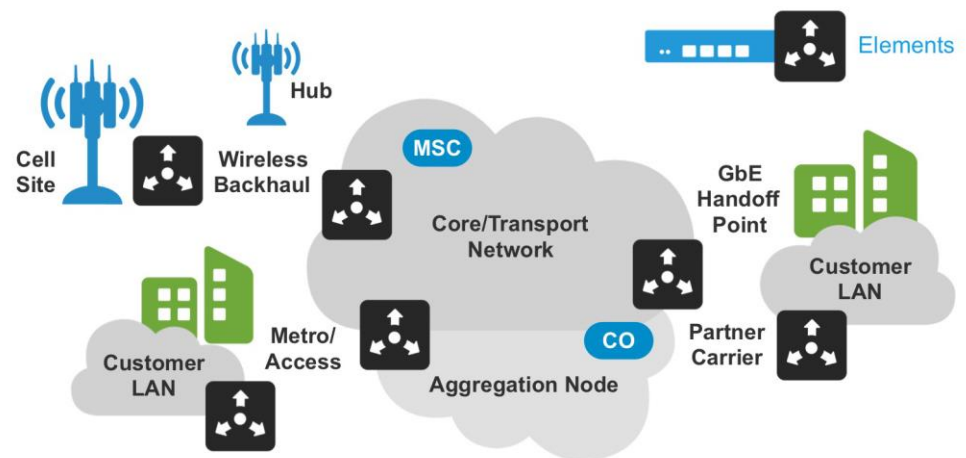 Hub
Elements
Cell
Site
Wireless
Backhaul
MSC
GbE
Handoff
Point
Core/Transport
Network
Customer
LAN
Metro/
Access
CO
Partner
Carrier
Customer
LAN
Aggregation Node